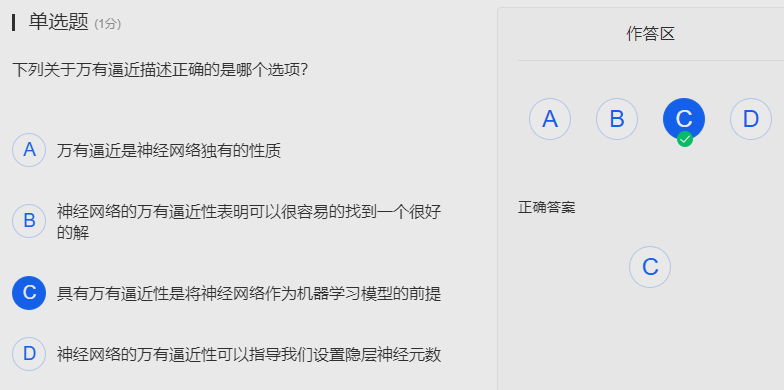 单选题 (1分)
下列关于万有逼近描述正确的是哪个选项?
A 万有逼近是神经网络独有的性质
B 神经网络的万有逼近性表明可以很容易的找到一个很好
的解
C 具有万有逼近性是将神经网络作为机器学习模型的前提
D 神经网络的万有逼近性可以指导我们设置隐层神经元数
作答区
A B C D
正确答案
C